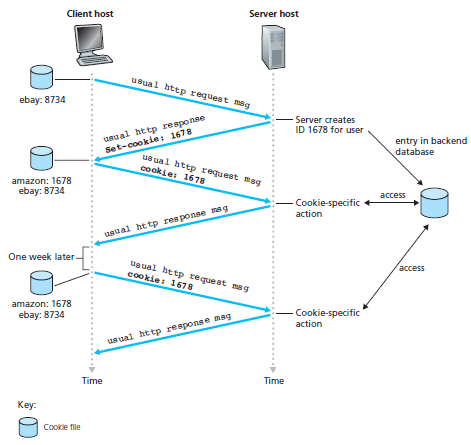 Client host
Server host
usual http request msg
ebay: 8734
Server creates
ID 1678 for user
usual http response
Set-cookie: 1678
entry in backend
database
usual http request msg
cookie: 1678
amazon: 1678
ebay: 8734
access
Cookie-specific
action
usual http response msg
One week later
access
usual http request msg
cookie: 1678
amazon: 1678
ebay: 8734
Cookie-specific
action
usual http response msg
Time
Time
Key:
Cookie file